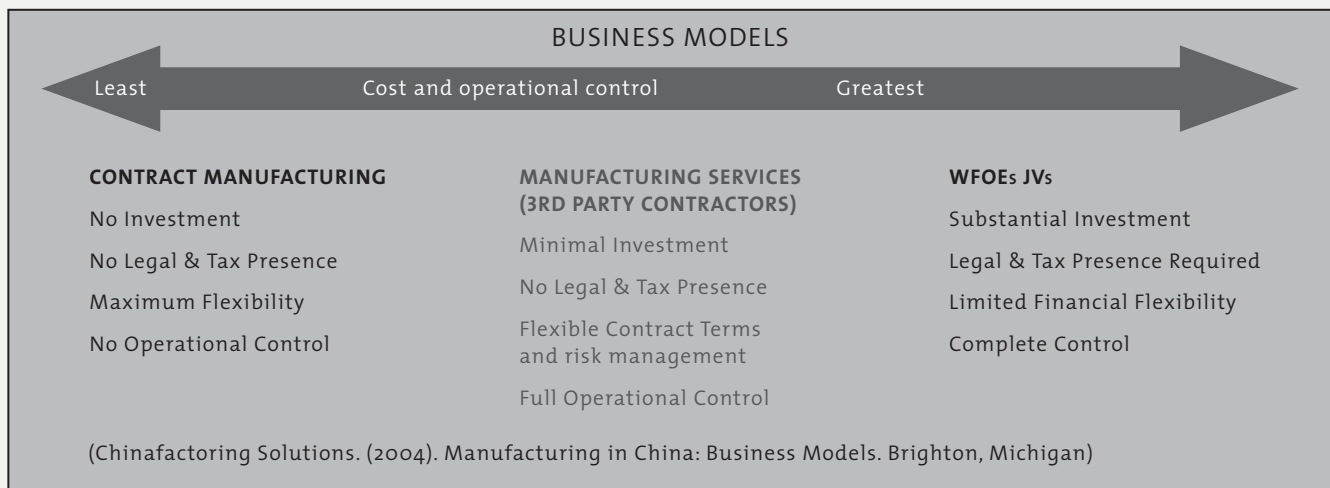 BUSINESS MODELS
Least Cost and operational control Greatest
CONTRACT MANUFACTURING
No Investment
No Legal & Tax Presence
Maximum Flexibility
No Operational Control
MANUFACTURING SERVICES
(3RD PARTY CONTRACTORS)
Minimal Investment
No Legal & Tax Presence
Flexible Contract Terms
and risk management
Full Operational Control
WFOEs JVs
Substantial Investment
Legal & Tax Presence Required
Limited Financial Flexibility
Complete Control
(Chinafactoring Solutions. (2004). Manufacturing in China: Business Models. Brighton, Michigan)